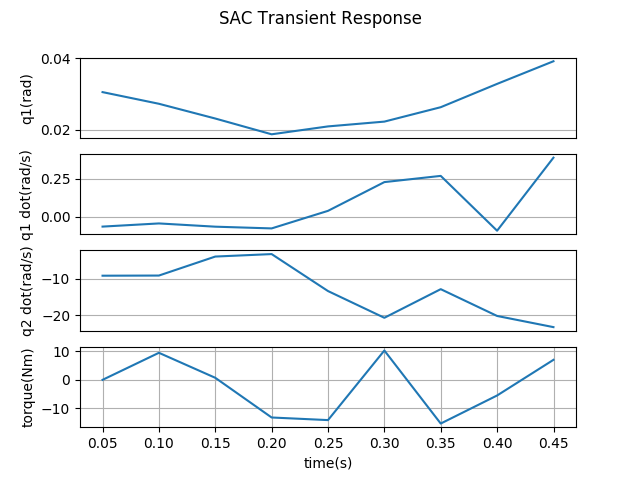 SAC Transient Response
0.04
0.02
q1(rad)
0.25
0.00
q1 dot(rad/s)
−10
−20
q2 dot(rad/s)
10
0
−10
torque(Nm)
0.05 0.10 0.15 0.20 0.25 0.30 0.35 0.40 0.45
time(s)